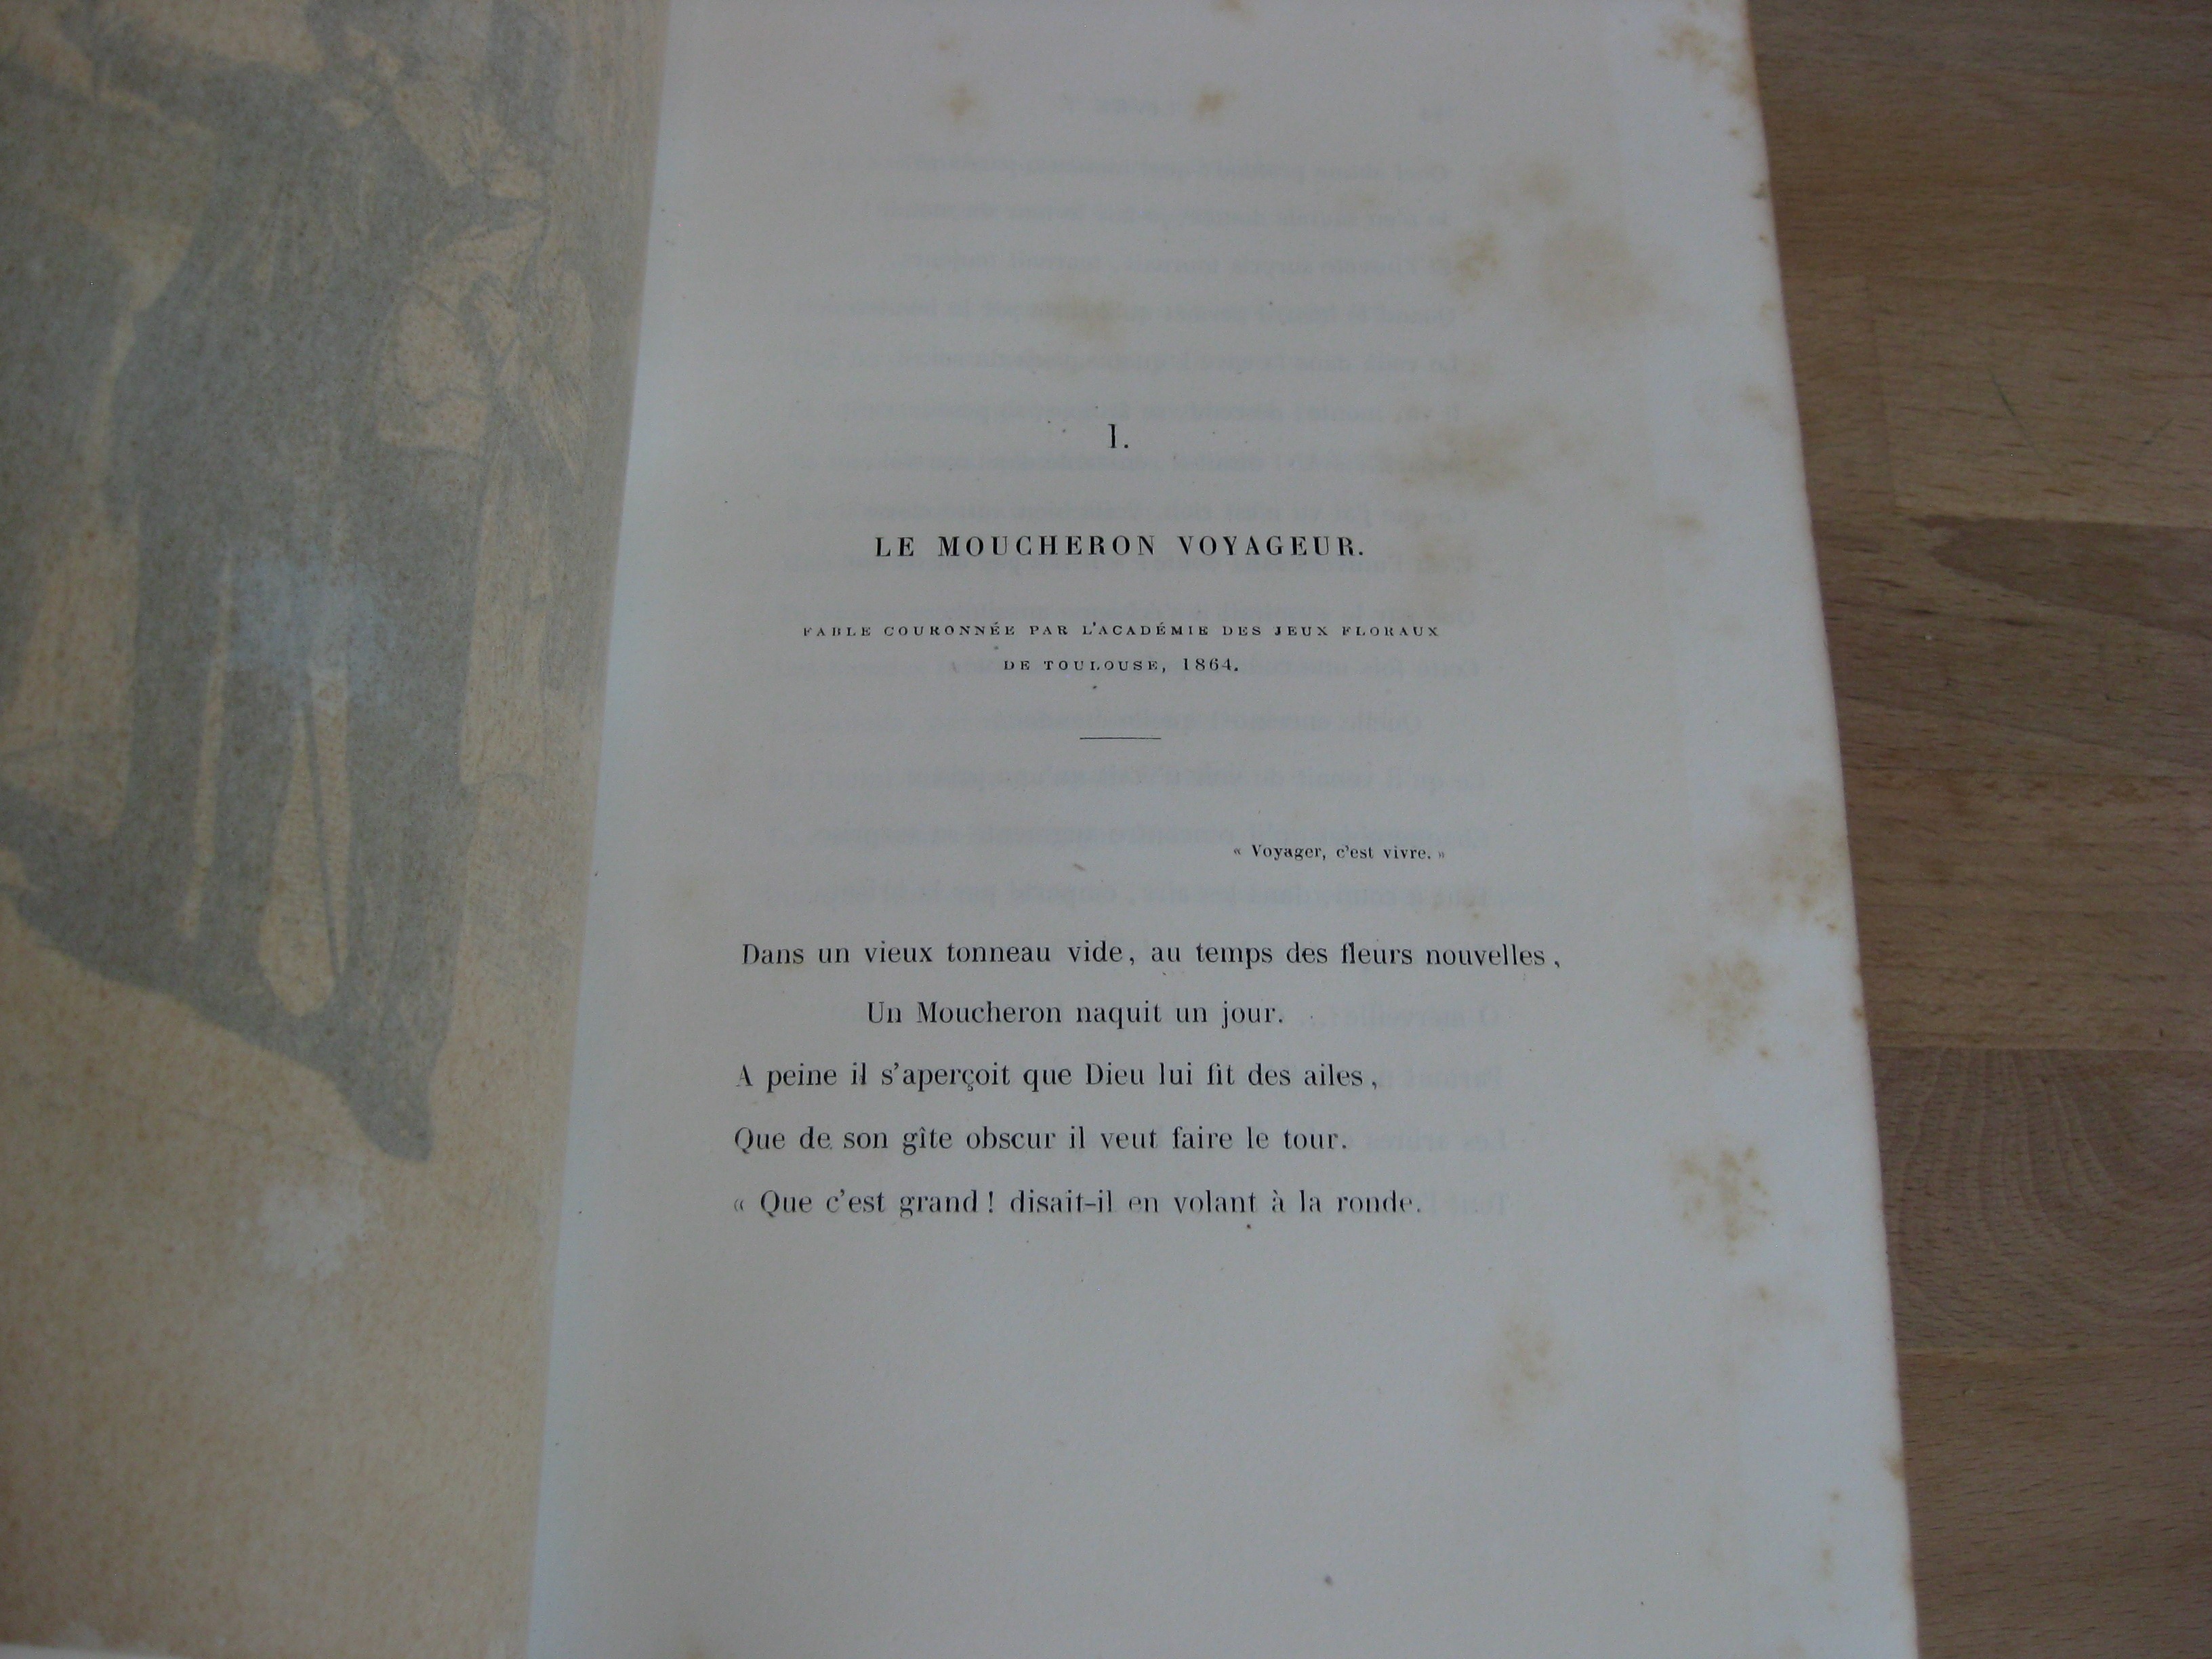 I.
LE MOUCHERON VOYAGEUR.
FABLE COURONNÉE PAR L'ACADÉMIE DES JEUX FLORAUX
DE TOULOUSE, 1864.
« Voyager, c'est vivre. »
Dans un vieux tonneau vide, au temps des fleurs nouvelles,
Un Moucheron naquit un jour.
A peine il s'aperçoit que Dieu lui fit des ailes,
Que de son gîte obscur il veut faire le tour.
« Que c'est grand ! disait-il en volant à la ronde.